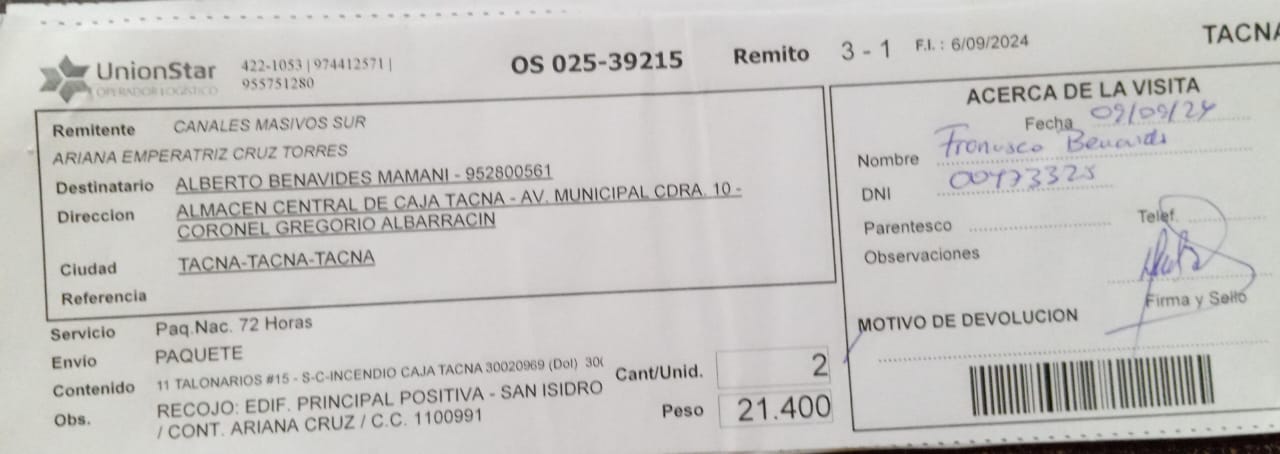 UnionStar
OPERADOR LOGÍSTICO
422-1053 | 974412571 |
955751280
OS 025-39215
Remito 3 - 1
F.I. : 6/09/2024
TACNA
Remitente CANALES MASIVOS SUR
ARIANA EMPERATRIZ CRUZ TORRES
Destinatario ALBERTO BENAVIDES MAMANI - 952800561
Direccion ALMACEN CENTRAL DE CAJA TACNA - AV. MUNICIPAL CDRA. 10 -
CORONEL GREGORIO ALBARRACIN
Ciudad TACNA-TACNA-TACNA
Referencia
Servicio Paq.Nac. 72 Horas
Envio PAQUETE
Contenido 11 TALONARIOS #15 - S-C-INCENDIO CAJA TACNA 30020969 (Dol) 300
Obs. RECOJO: EDIF. PRINCIPAL POSITIVA - SAN ISIDRO
/ CONT. ARIANA CRUZ / C.C. 1100991
Cant/Unid. 2
Peso 21.400
ACERCA DE LA VISITA
Fecha 09/09/24
Nombre
DNI 00473325
Parentesco
Telef.
Observaciones
Firma y Sello
MOTIVO DE DEVOLUCION